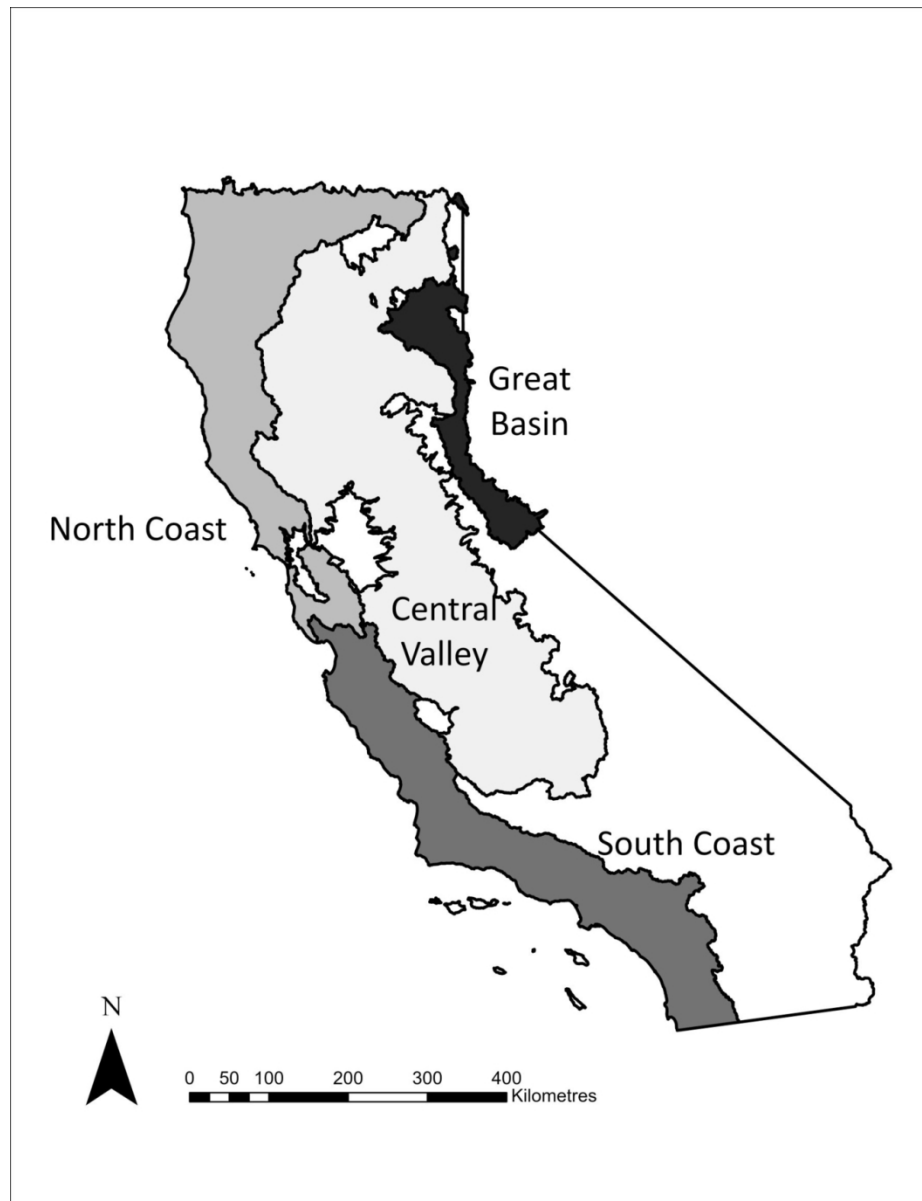 Great
Basin
North Coast
Central
Valley
South Coast
N
0 50 100 200 300 400
Kilometres